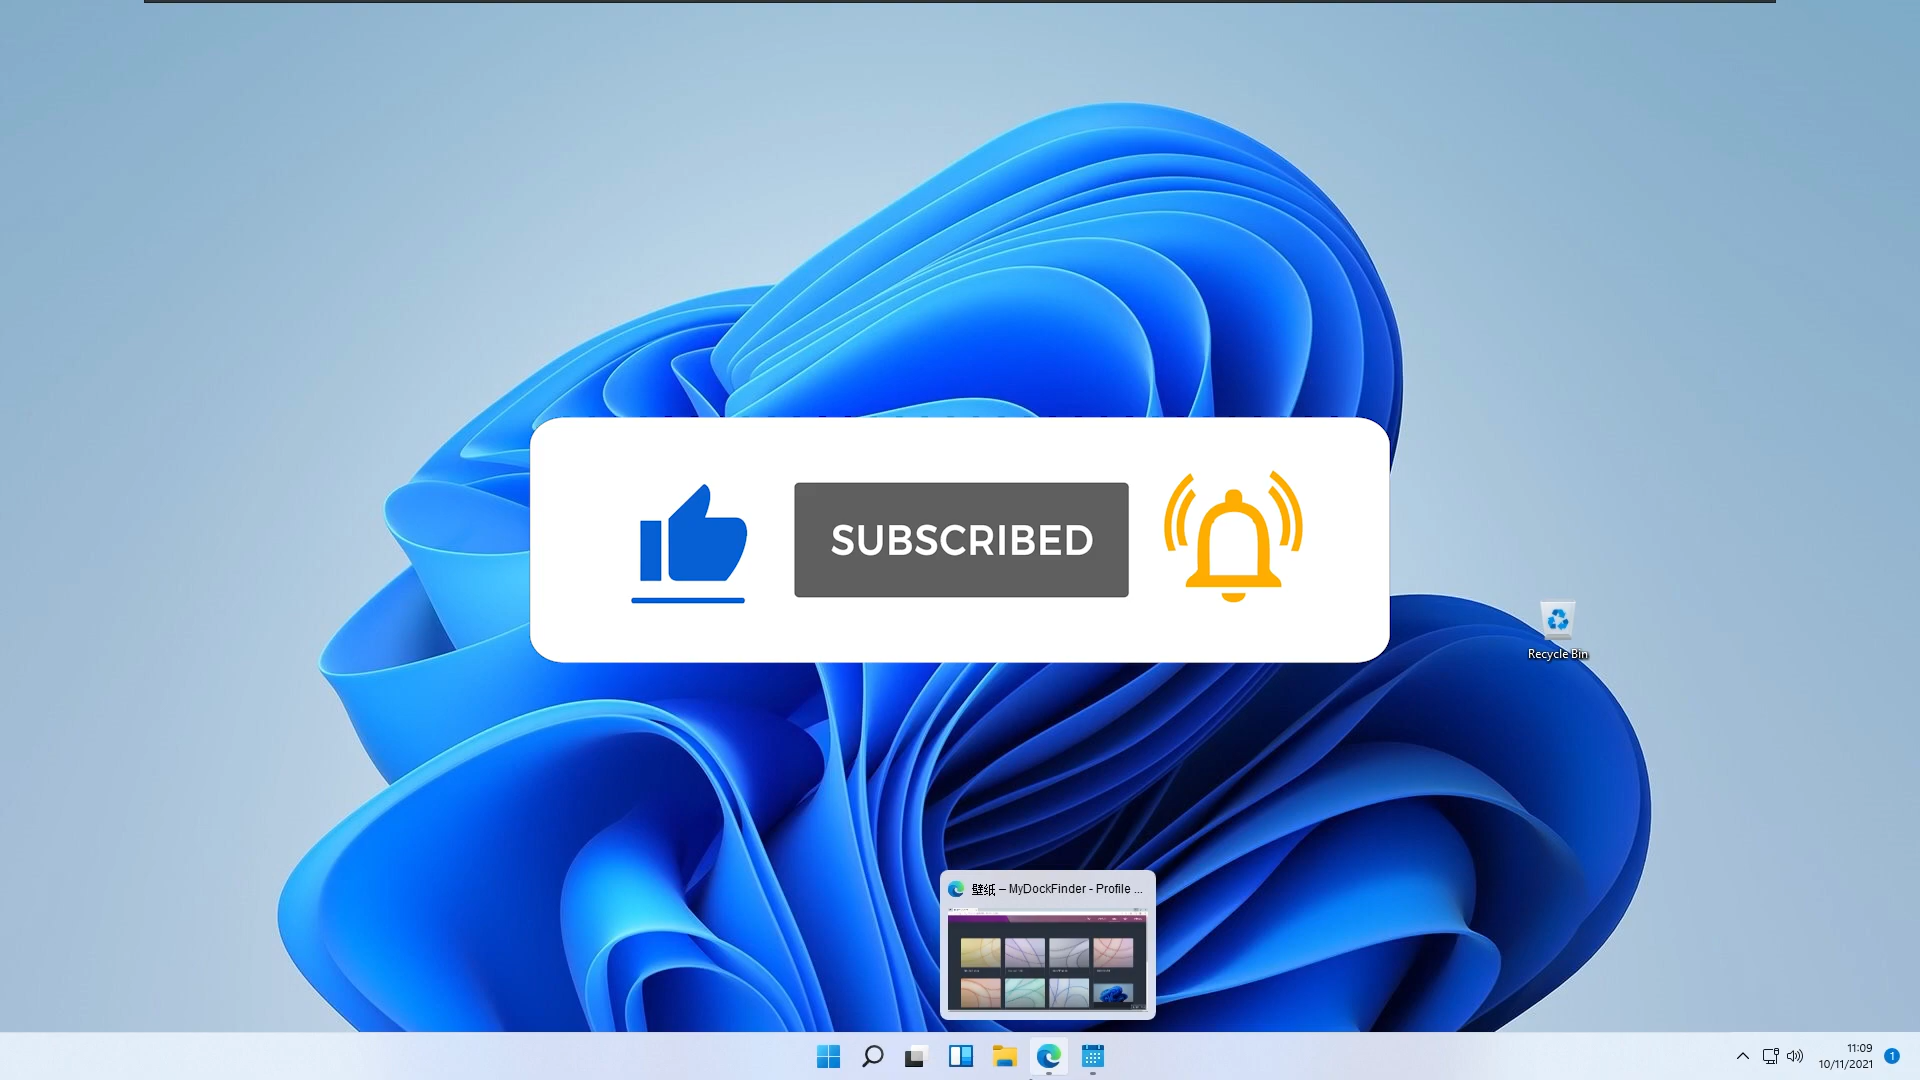 SUBSCRIBED
Recycle Bin
壁纸 – MyDockFinder - Profile ...
11:09
10/11/2021
1